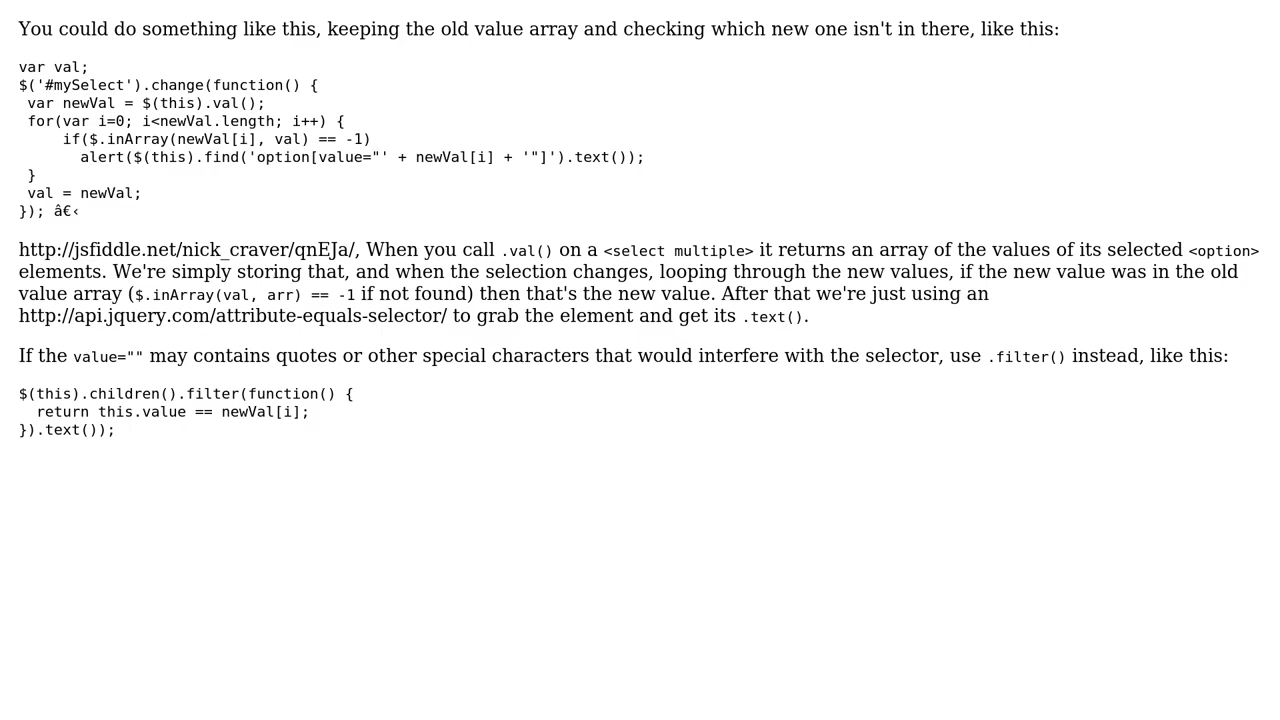 You could do something like this, keeping the old value array and checking which new one isn't in there, like this:
var val;
$('#mySelect').change(function() {
 var newVal = $(this).val();
 for(var i=0; i<newVal.length; i++) {
     if($.inArray(newVal[i], val) == -1)
       alert($(this).find('option[value="' + newVal[i] + '"]').text());
 }
 val = newVal;
}); â€‹
http://jsfiddle.net/nick_craver/qnEJa/, When you call .val() on a <select multiple> it returns an array of the values of its selected <option>
elements. We're simply storing that, and when the selection changes, looping through the new values, if the new value was in the old
value array ($.inArray(val, arr) == -1 if not found) then that's the new value. After that we're just using an
http://api.jquery.com/attribute-equals-selector/ to grab the element and get its .text().
If the value="" may contains quotes or other special characters that would interfere with the selector, use .filter() instead, like this:
$(this).children().filter(function() {
  return this.value == newVal[i];
}).text());